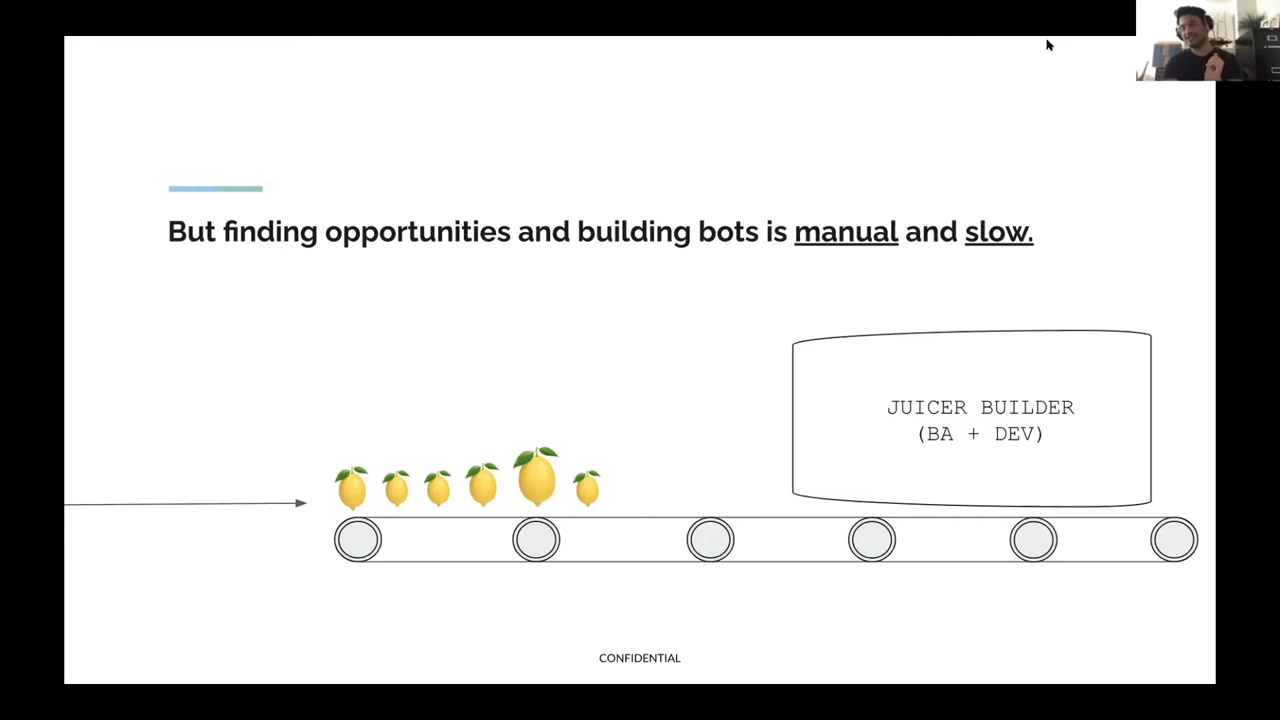 But finding opportunities and building bots is manual and slow.
JUICER BUILDER
(BA + DEV)
CONFIDENTIAL